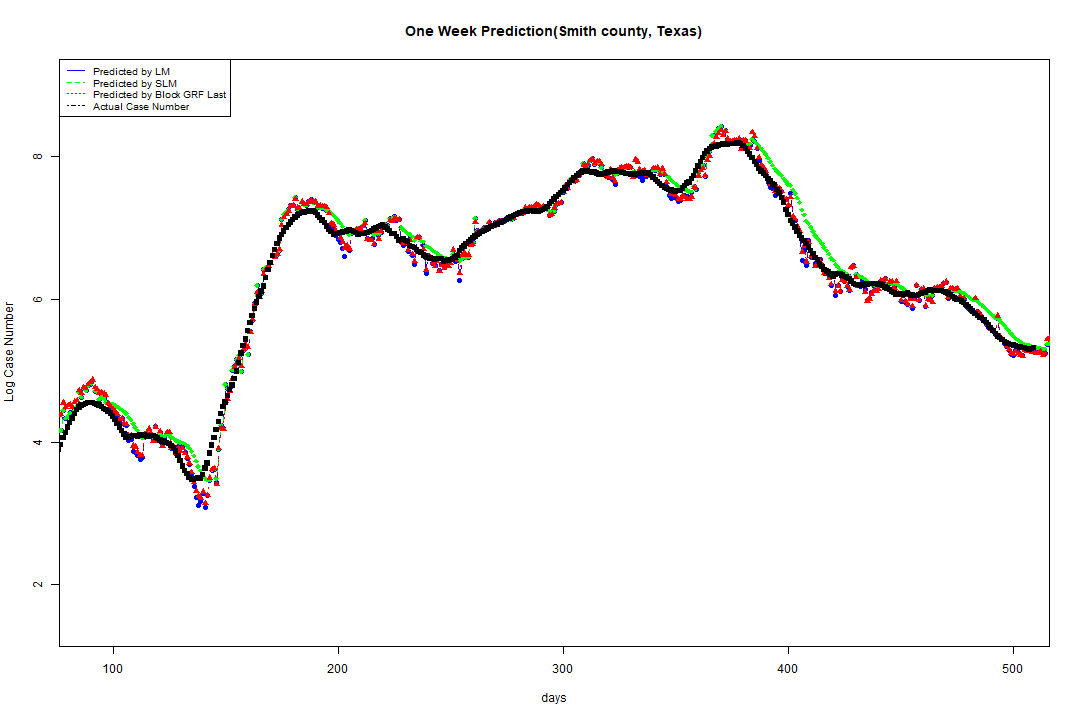 One Week Prediction(Smith county, Texas)
Predicted by LM
Predicted by SLM
Predicted by Block GRF Last
Actual Case Number
8
6
4
2
Log Case Number
100 200 300 400 500
days